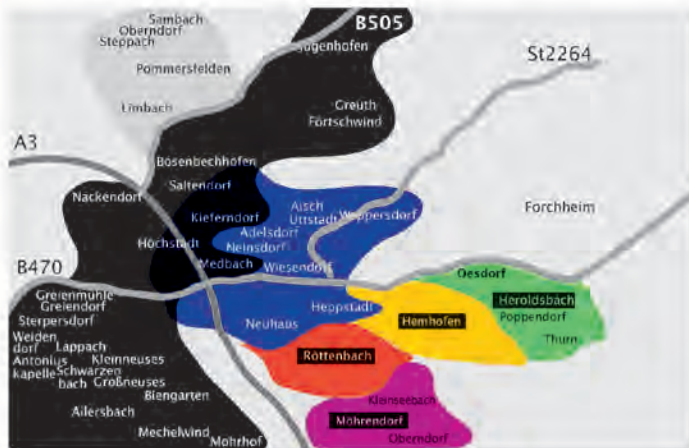 Sambach
Oberndorf
Steppach
Pommersfelden
Limbach
B505
Jugenhofen
St2264
Greuth
Förtschwind
A3
Bösenbechhofen
Saltendorf
Nackendorf
Kieferndorf
Aisch
Uttstadt
Weppersdorf
Forchheim
Adelsdorf
Neinsdorf
Höchstadt
Medbach
Wiesendorf
B470
Oesdorf
Greienmühle
Greiendorf
Sterpersdorf
Heppstadt
Heroldsbach
Poppendorf
Neuhaus
Hemhofen
Thurn
Weiden
dorf
Lappach
Antonius
kapelle
Kleinneuses
Schwarzen
bach
Großneuses
Röttenbach
Biengarten
Kleinseebach
Ailersbach
Möhrendorf
Mechelwind
Mohrhof
Oberndorf